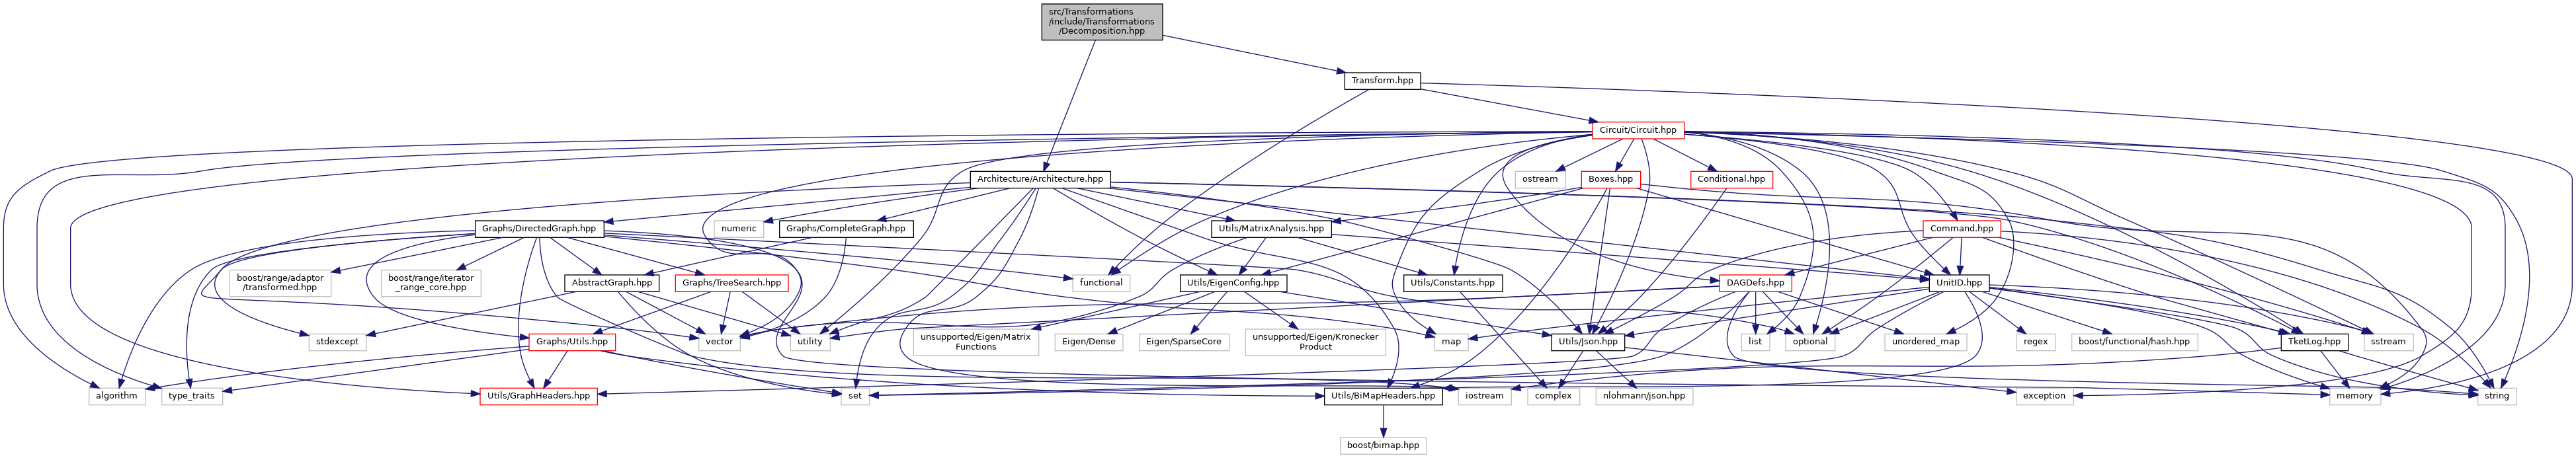 src/Transformations
/include/Transformations
/Decomposition.hpp
Transform.hpp
Circuit/Circuit.hpp
Architecture/Architecture.hpp
ostream
Boxes.hpp
Conditional.hpp
Graphs/DirectedGraph.hpp
numeric
Graphs/CompleteGraph.hpp
Utils/MatrixAnalysis.hpp
Command.hpp
boost/range/adaptor
/transformed.hpp
boost/range/iterator
_range_core.hpp
AbstractGraph.hpp
Graphs/TreeSearch.hpp
functional
Utils/EigenConfig.hpp
Utils/Constants.hpp
DAGDefs.hpp
UnitID.hpp
stdexcept
Graphs/Utils.hpp
vector
utility
unsupported/Eigen/Matrix
Functions
Eigen/Dense
Eigen/SparseCore
unsupported/Eigen/Kronecker
Product
map
Utils/Json.hpp
list
optional
unordered_map
regex
boost/functional/hash.hpp
TketLog.hpp
sstream
algorithm
type_traits
Utils/GraphHeaders.hpp
set
iostream
Utils/BiMapHeaders.hpp
complex
nlohmann/json.hpp
exception
memory
string
boost/bimap.hpp